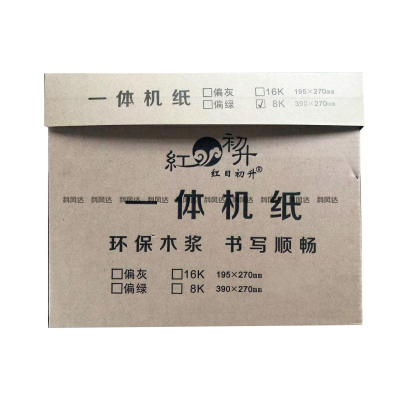 一体机纸 □偏灰 □16K 195×270mm
□偏绿 ☑8K 390×270mm
紅日初升
红日初升®
一体机纸
环保木浆 书写顺畅
□偏灰 □16K 195×270mm
□偏绿 □8K 390×270mm